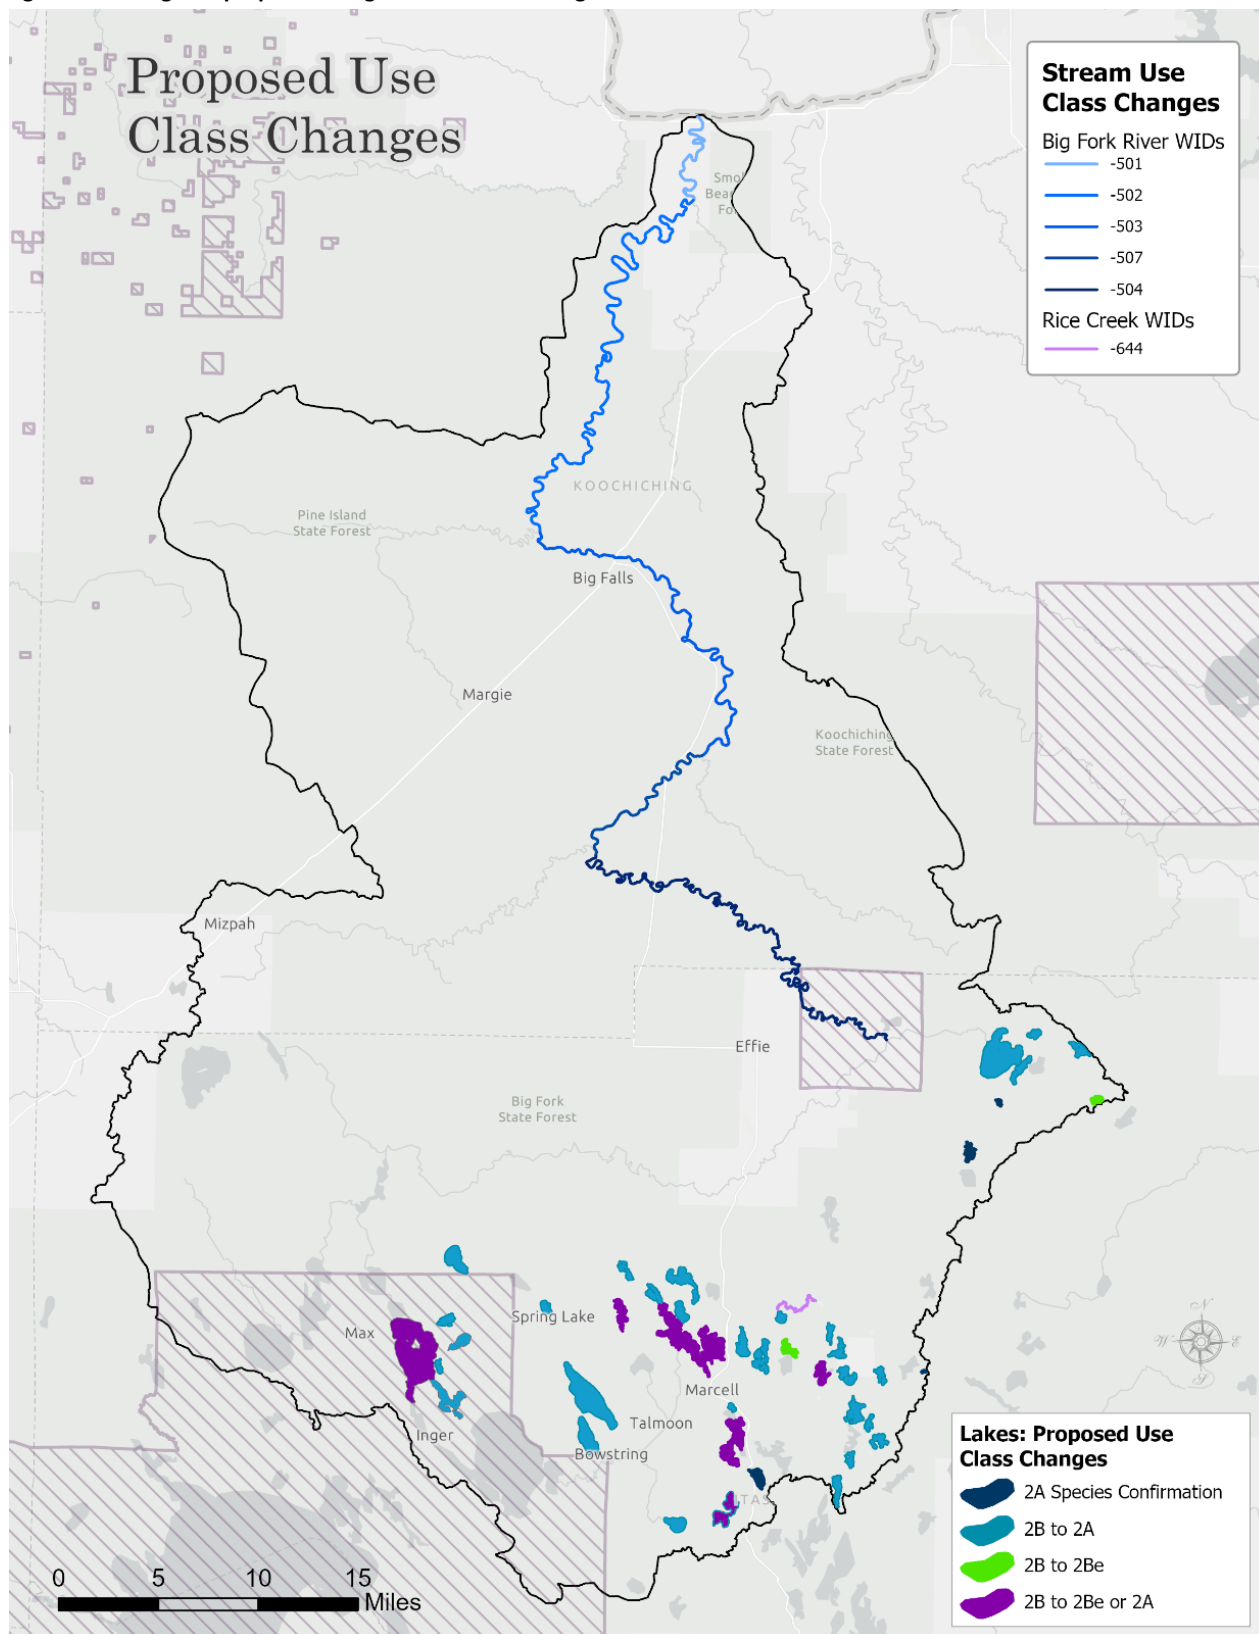 Proposed Use
Class Changes
Stream Use
Class Changes
Big Fork River WIDs
-501
-502
-503
-507
-504
Rice Creek WIDs
-644
KOOCHICHING
Pine Island
State Forest
Big Falls
Margie
Koochiching
State Forest
Mizpah
Effie
Big Fork
State Forest
Spring Lake
Max
Marcell
Talmoon
Inger
Bowstring
N
W
E
S
Lakes: Proposed Use
Class Changes
2A Species Confirmation
2B to 2A
2B to 2Be
2B to 2Be or 2A
0 5 10 15
Miles